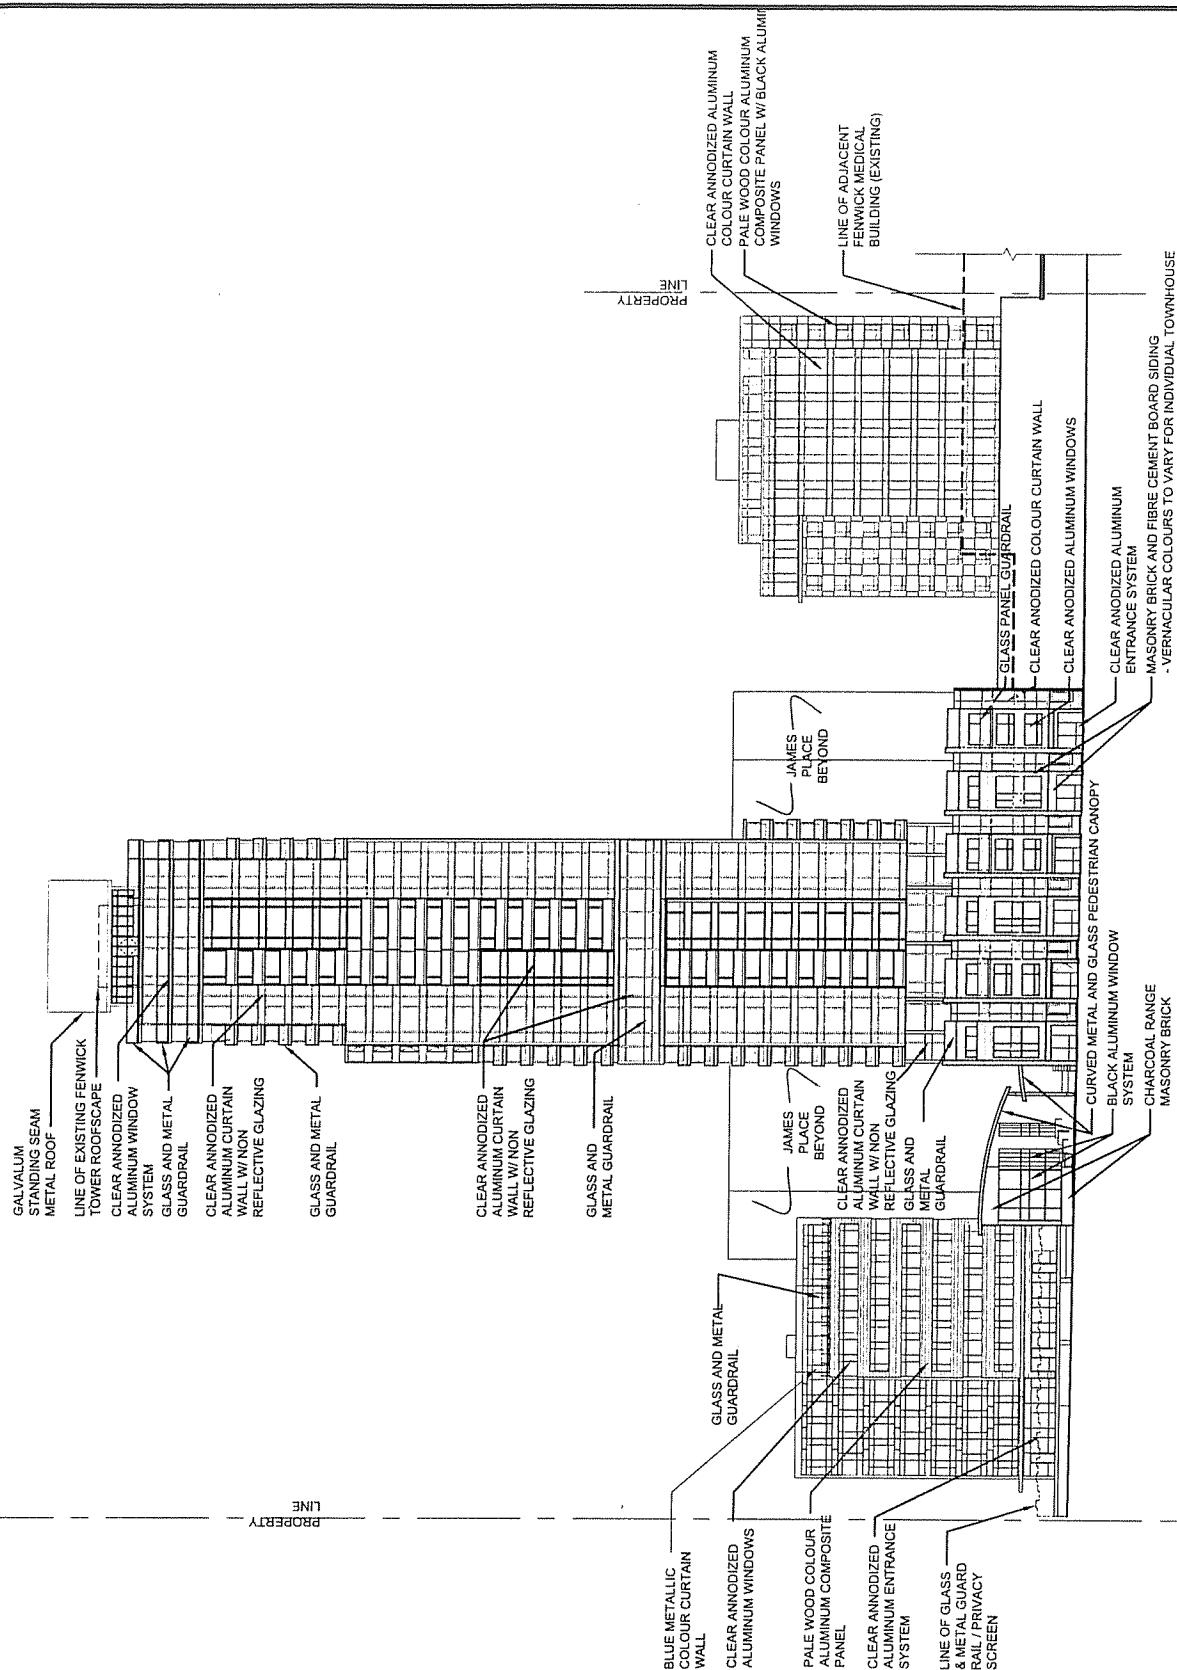 GALVALUM
STANDING SEAM
METAL ROOF
LINE OF EXISTING FENWICK
TOWER ROOFSCAPE
CLEAR ANNODIZED
ALUMINUM WINDOW
SYSTEM
GLASS AND METAL
GUARDRAIL
CLEAR ANNODIZED
ALUMINUM CURTAIN
WALL W/ NON
REFLECTIVE GLAZING
GLASS AND METAL
GUARDRAIL
CLEAR ANNODIZED
ALUMINUM CURTAIN
WALL W/ NON
REFLECTIVE GLAZING
GLASS AND
METAL GUARDRAIL
JAMES
PLACE
BEYOND
CLEAR ANNODIZED
ALUMINUM CURTAIN
WALL W/ NON
REFLECTIVE GLAZING
GLASS AND
METAL
GUARDRAIL
PROPERTY
LINE
BLUE METALLIC
COLOUR CURTAIN
WALL
CLEAR ANNODIZED
ALUMINUM WINDOWS
PALE WOOD COLOUR
ALUMINUM COMPOSITE
PANEL
CLEAR ANNODIZED
ALUMINUM ENTRANCE
SYSTEM
LINE OF GLASS
& METAL GUARD
RAIL / PRIVACY
SCREEN
GLASS AND METAL
GUARDRAIL
JAMES
PLACE
BEYOND
CURVED METAL AND GLASS PEDESTRIAN CANOPY
BLACK ALUMINUM WINDOW
SYSTEM
CHARCOAL RANGE
MASONRY BRICK
CLEAR ANNODIZED ALUMINUM
COLOUR CURTAIN WALL
PALE WOOD COLOUR ALUMINUM
COMPOSITE PANEL W/ BLACK ALUMIN
WINDOWS
PROPERTY
LINE
LINE OF ADJACENT
FENWICK MEDICAL
BUILDING (EXISTING)
GLASS PANEL GUARDRAIL
CLEAR ANODIZED COLOUR CURTAIN WALL
CLEAR ANODIZED ALUMINUM WINDOWS
CLEAR ANODIZED ALUMINUM
ENTRANCE SYSTEM
MASONRY BRICK AND FIBRE CEMENT BOARD SIDING
- VERNACULAR COLOURS TO VARY FOR INDIVIDUAL TOWNHOUSE